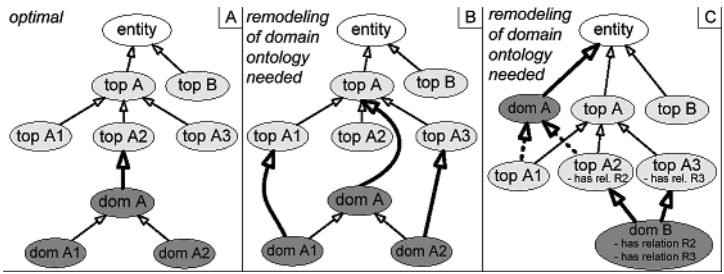 optimal
A
entity
top A
top B
top A1
top A2
top A3
dom A
dom A1
dom A2
remodeling
of domain
ontology
needed
B
entity
top A
top B
top A1
top A2
top A3
dom A
dom A1
dom A2
remodeling
of domain
ontology
needed
C
entity
dom A
top A
top B
top A1
top A2
- has rel. R2
top A3
- has rel. R3
dom B
- has relation R2
- has relation R3